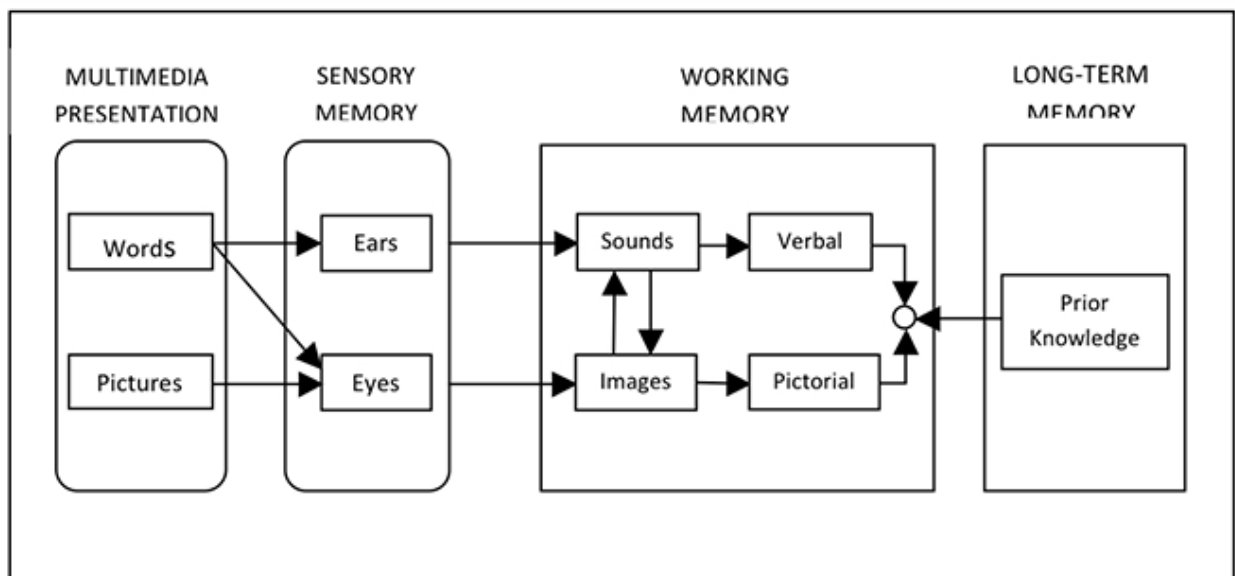 MULTIMEDIA
PRESENTATION
SENSORY
MEMORY
WORKING
MEMORY
LONG-TERM
MEMORY
Words
Ears
Sounds
Verbal
Prior
Knowledge
Pictures
Eyes
Images
Pictorial